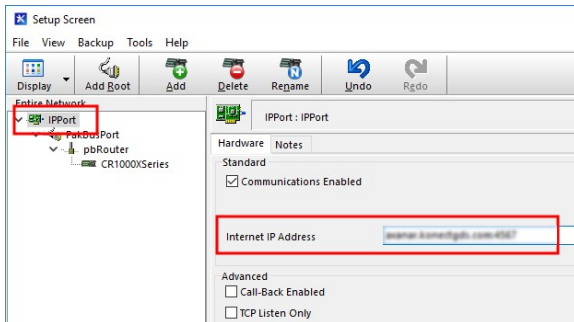 Setup Screen
File View Backup Tools Help
Display Add Root Add Delete Rename Undo Redo
Entire Network
IPPort
PakBusPort
pbRouter
CR1000XSeries
IPPort : IPPort
Hardware Notes
Standard
Communications Enabled
Internet IP Address
Advanced
Call-Back Enabled
TCP Listen Only